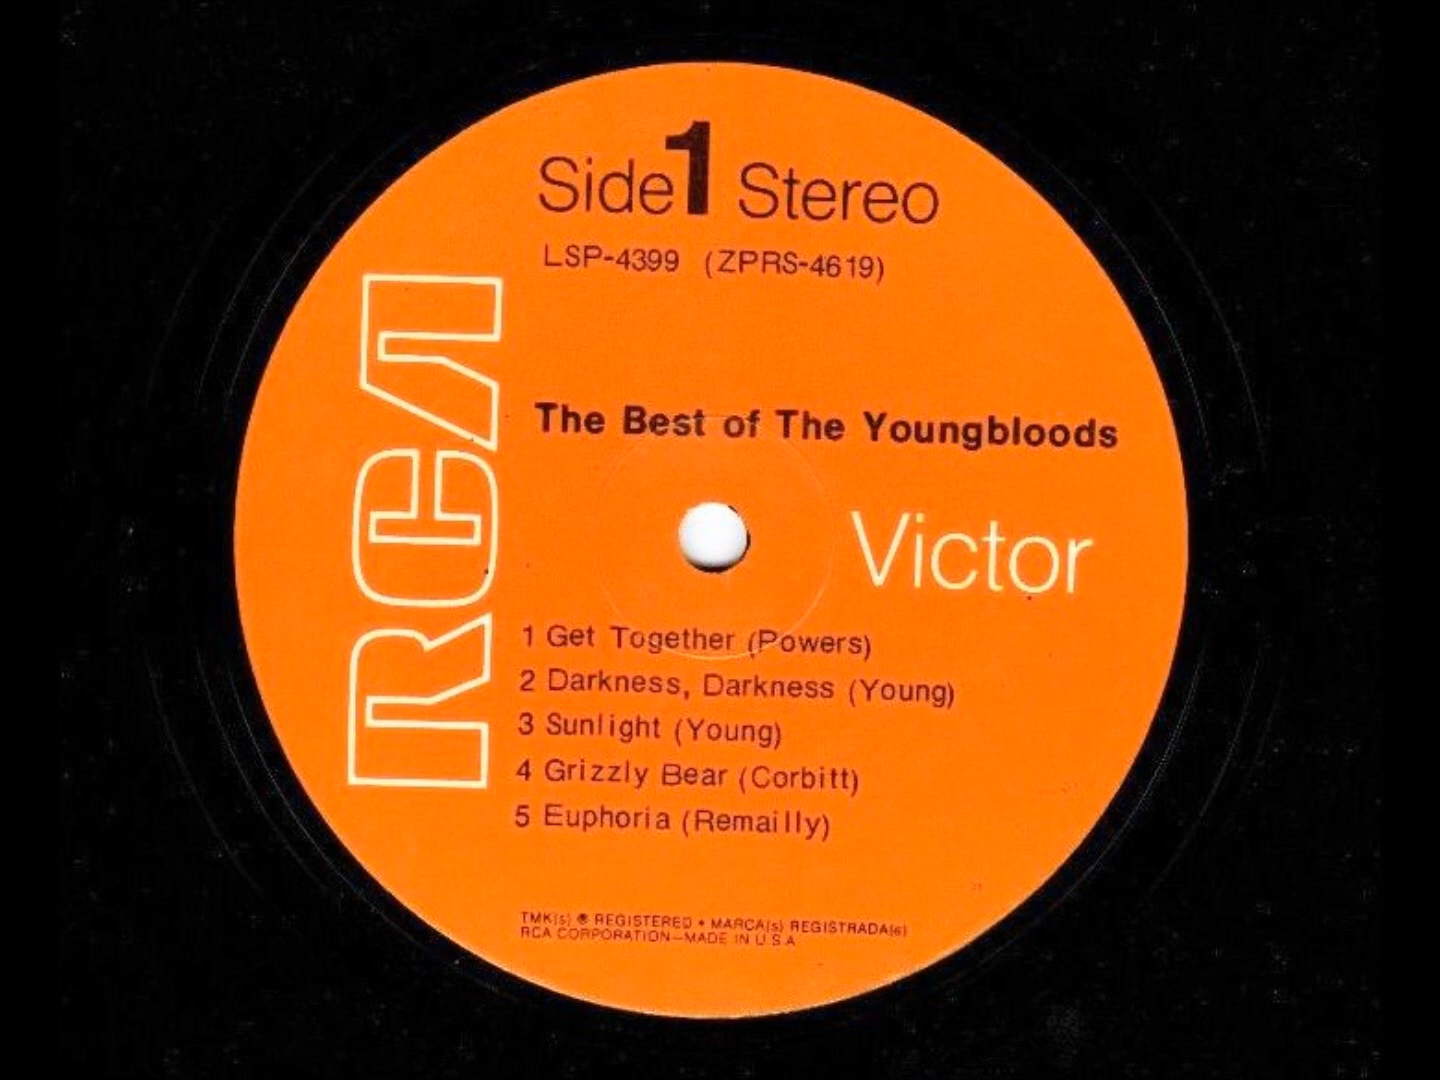 Side 1 Stereo
LSP-4399 (ZPRS-4619)
RCA
The Best of The Youngbloods
Victor
1 Get Together (Powers)
2 Darkness, Darkness (Young)
3 Sunlight (Young)
4 Grizzly Bear (Corbitt)
5 Euphoria (Remailly)
TMK(s) ® REGISTERED • MARCA(s) REGISTRADA(s)
RCA CORPORATION—MADE IN U.S.A